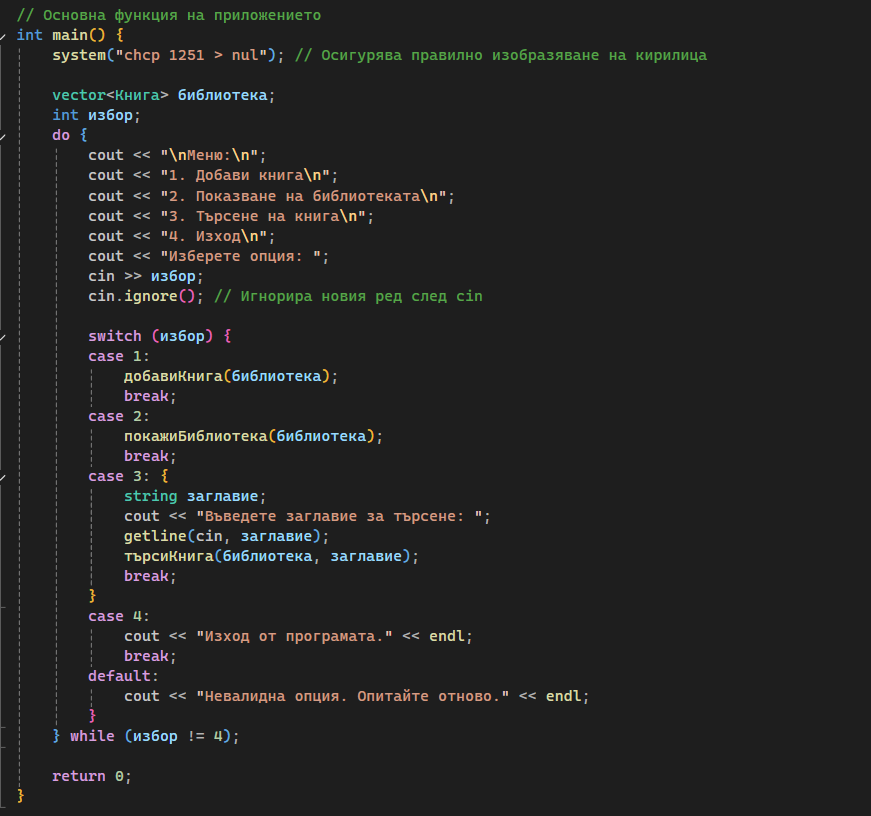 // Основна функция на приложението
int main() {
    system("chcp 1251 > nul"); // Осигурява правилно изобразяване на кирилица

    vector<Книга> библиотека;
    int избор;
    do {
        cout << "\nМеню:\n";
        cout << "1. Добави книга\n";
        cout << "2. Показване на библиотеката\n";
        cout << "3. Търсене на книга\n";
        cout << "4. Изход\n";
        cout << "Изберете опция: ";
        cin >> избор;
        cin.ignore(); // Игнорира новия ред след cin

        switch (избор) {
        case 1:
            добавиКнига(библиотека);
            break;
        case 2:
            покажиБиблиотека(библиотека);
            break;
        case 3: {
            string заглавие;
            cout << "Въведете заглавие за търсене: ";
            getline(cin, заглавие);
            търсиКнига(библиотека, заглавие);
            break;
        }
        case 4:
            cout << "Изход от програмата." << endl;
            break;
        default:
            cout << "Невалидна опция. Опитайте отново." << endl;
        }
    } while (избор != 4);

    return 0;
}